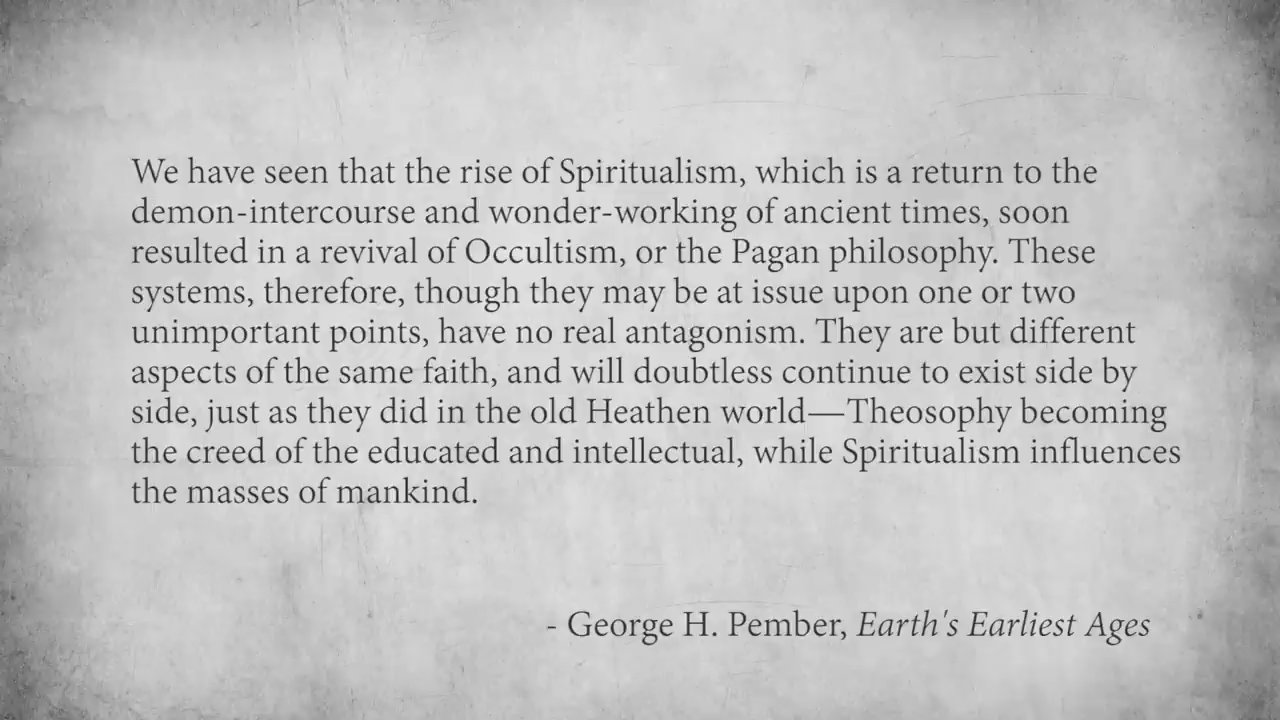 We have seen that the rise of Spiritualism, which is a return to the
demon-intercourse and wonder-working of ancient times, soon
resulted in a revival of Occultism, or the Pagan philosophy. These
systems, therefore, though they may be at issue upon one or two
unimportant points, have no real antagonism. They are but different
aspects of the same faith, and will doubtless continue to exist side by
side, just as they did in the old Heathen world—Theosophy becoming
the creed of the educated and intellectual, while Spiritualism influences
the masses of mankind.
- George H. Pember, Earth's Earliest Ages